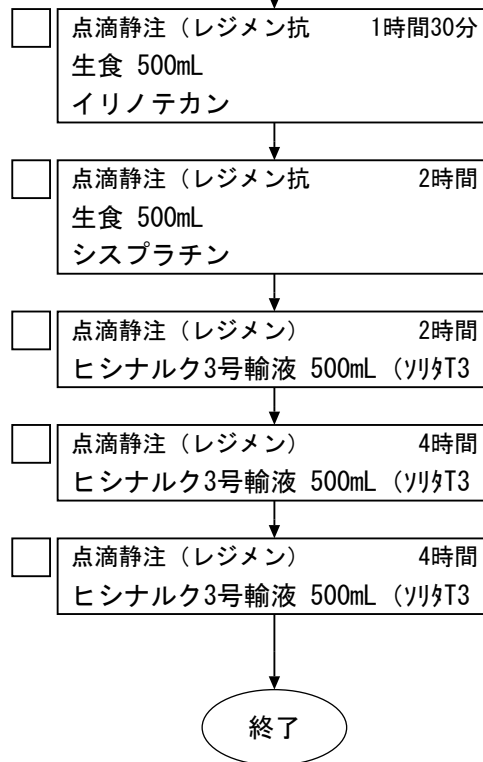 点滴静注（レジメン抗 1時間30分
生食 500mL
イリノテカン
点滴静注（レジメン抗 2時間
生食 500mL
シスプラチン
点滴静注（レジメン） 2時間
ヒシナルク3号輸液 500mL（ｿﾘﾀT3
点滴静注（レジメン） 4時間
ヒシナルク3号輸液 500mL（ｿﾘﾀT3
点滴静注（レジメン） 4時間
ヒシナルク3号輸液 500mL（ｿﾘﾀT3
終了